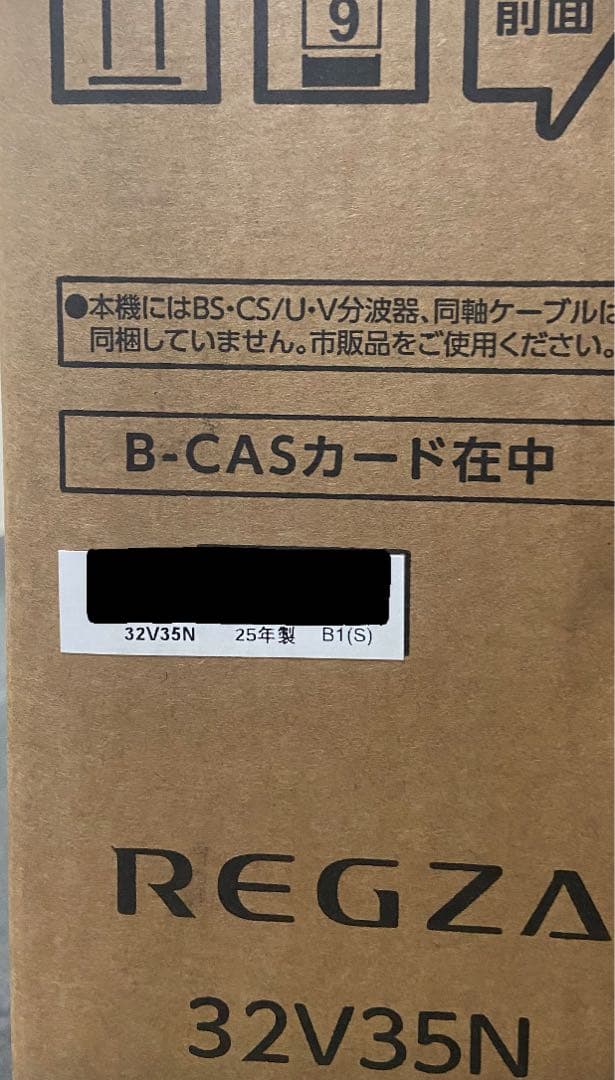 9
前面
●本機にはBS・CS/U・V分波器、同軸ケーブルは
同梱していません。市販品をご使用ください。
B-CASカード在中
32V35N 25年製 B1(S)
REGZA
32V35N